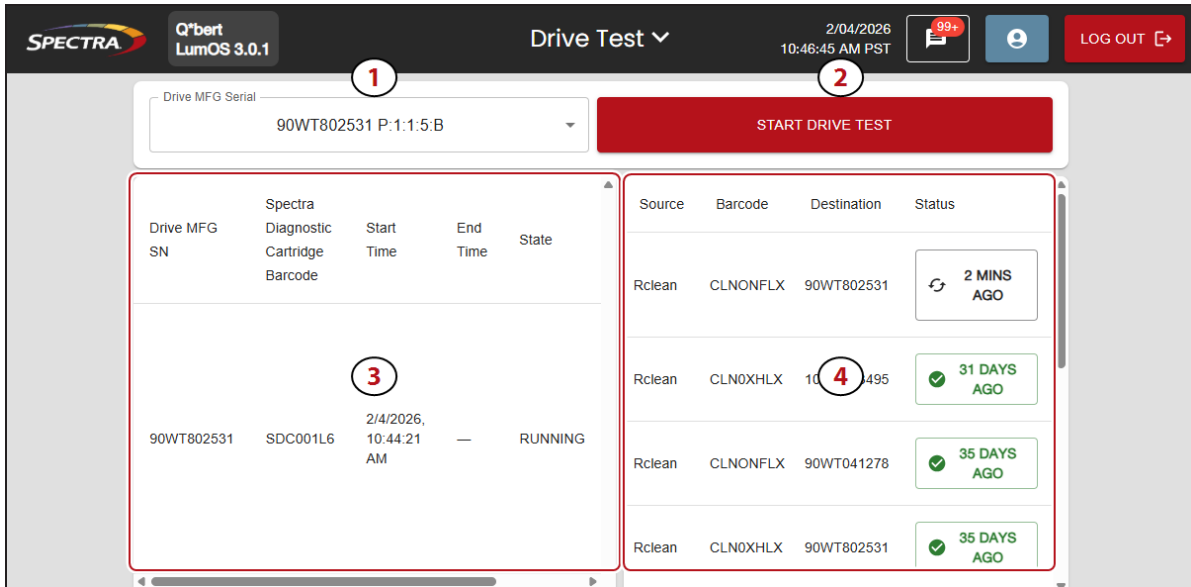 SPECTRA
Q*bert
LumOS 3.0.1
Drive Test
2/04/2026
10:46:45 AM PST
99+
LOG OUT
1
2
Drive MFG Serial
90WT802531 P:1:1:5:B
START DRIVE TEST
Drive MFG
SN
Spectra
Diagnostic
Cartridge
Barcode
Start
Time
End
Time
State
3
90WT802531
SDC001L6
2/4/2026,
10:44:21
AM
—
RUNNING
Source Barcode Destination Status
Rclean CLNONFLX 90WT802531
2 MINS
AGO
Rclean CLN0XHLX
4
31 DAYS
AGO
Rclean CLNONFLX 90WT041278
35 DAYS
AGO
Rclean CLN0XHLX 90WT802531
35 DAYS
AGO